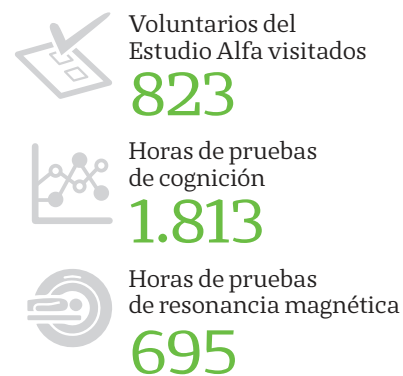 Voluntarios del
Estudio Alfa visitados
823
Horas de pruebas
de cognición
1.813
Horas de pruebas
de resonancia magnética
695